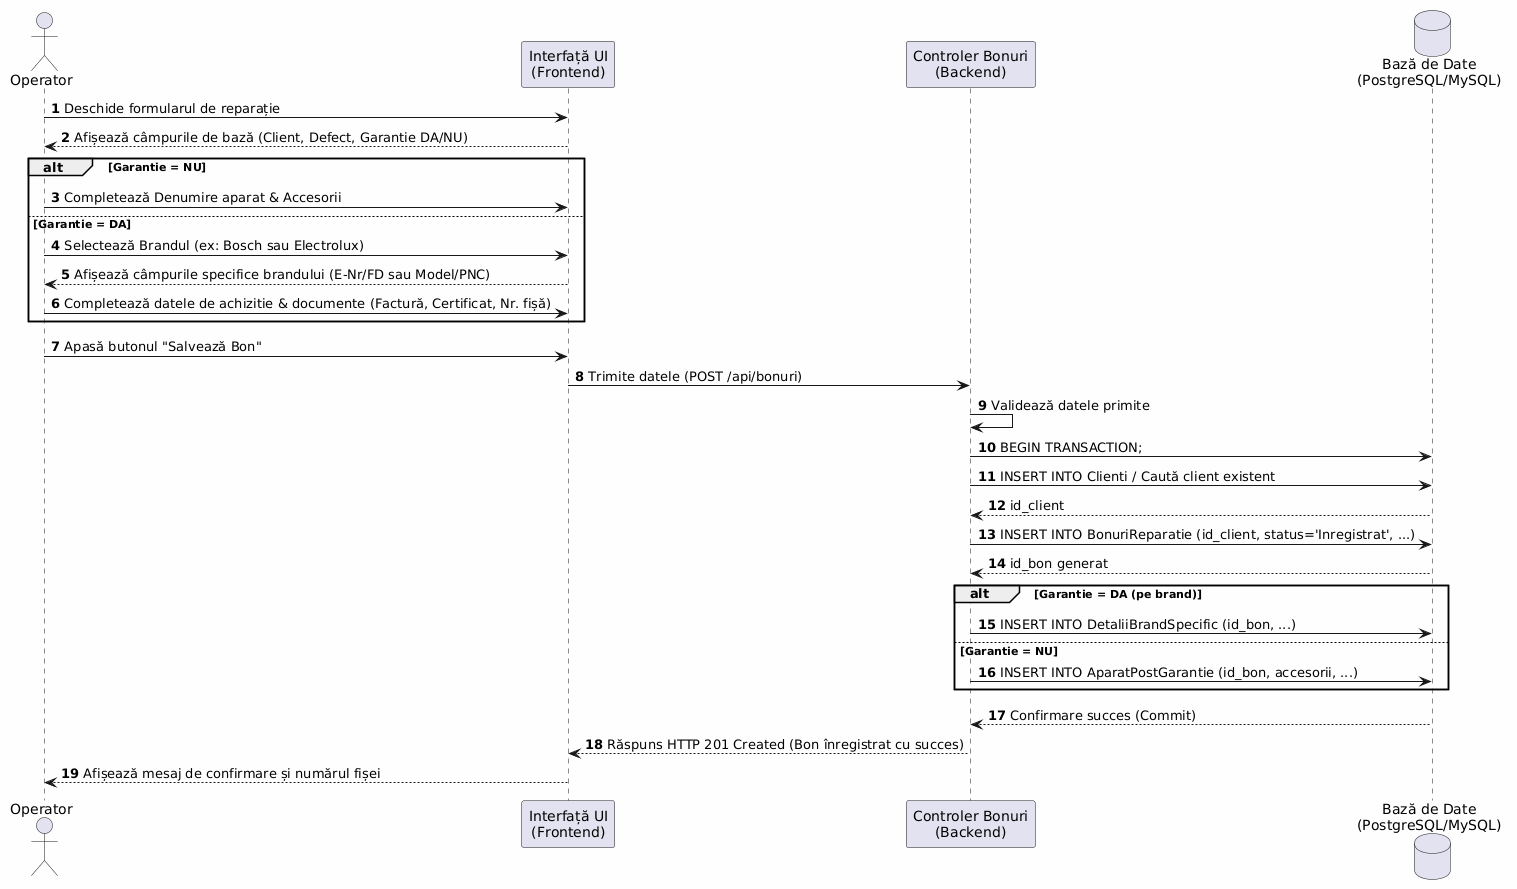 Operator
Interfață UI
(Frontend)
Controler Bonuri
(Backend)
Bază de Date
(PostgreSQL/MySQL)
1 Deschide formularul de reparație
2 Afișează câmpurile de bază (Client, Defect, Garantie DA/NU)
alt [Garantie = NU]
3 Completează Denumire aparat & Accesorii
[Garantie = DA]
4 Selectează Brandul (ex: Bosch sau Electrolux)
5 Afișează câmpurile specifice brandului (E-Nr/FD sau Model/PNC)
6 Completează datele de achizitie & documente (Factură, Certificat, Nr. fișă)
7 Apasă butonul "Salvează Bon"
8 Trimite datele (POST /api/bonuri)
9 Validează datele primite
10 BEGIN TRANSACTION;
11 INSERT INTO Clienti / Caută client existent
12 id_client
13 INSERT INTO BonuriReparatie (id_client, status='Inregistrat', ...)
14 id_bon generat
alt [Garantie = DA (pe brand)]
15 INSERT INTO DetaliiBrandSpecific (id_bon, ...)
[Garantie = NU]
16 INSERT INTO AparatPostGarantie (id_bon, accesorii, ...)
17 Confirmare succes (Commit)
18 Răspuns HTTP 201 Created (Bon înregistrat cu succes)
19 Afișează mesaj de confirmare și numărul fișei
Operator
Interfață UI
(Frontend)
Controler Bonuri
(Backend)
Bază de Date
(PostgreSQL/MySQL)